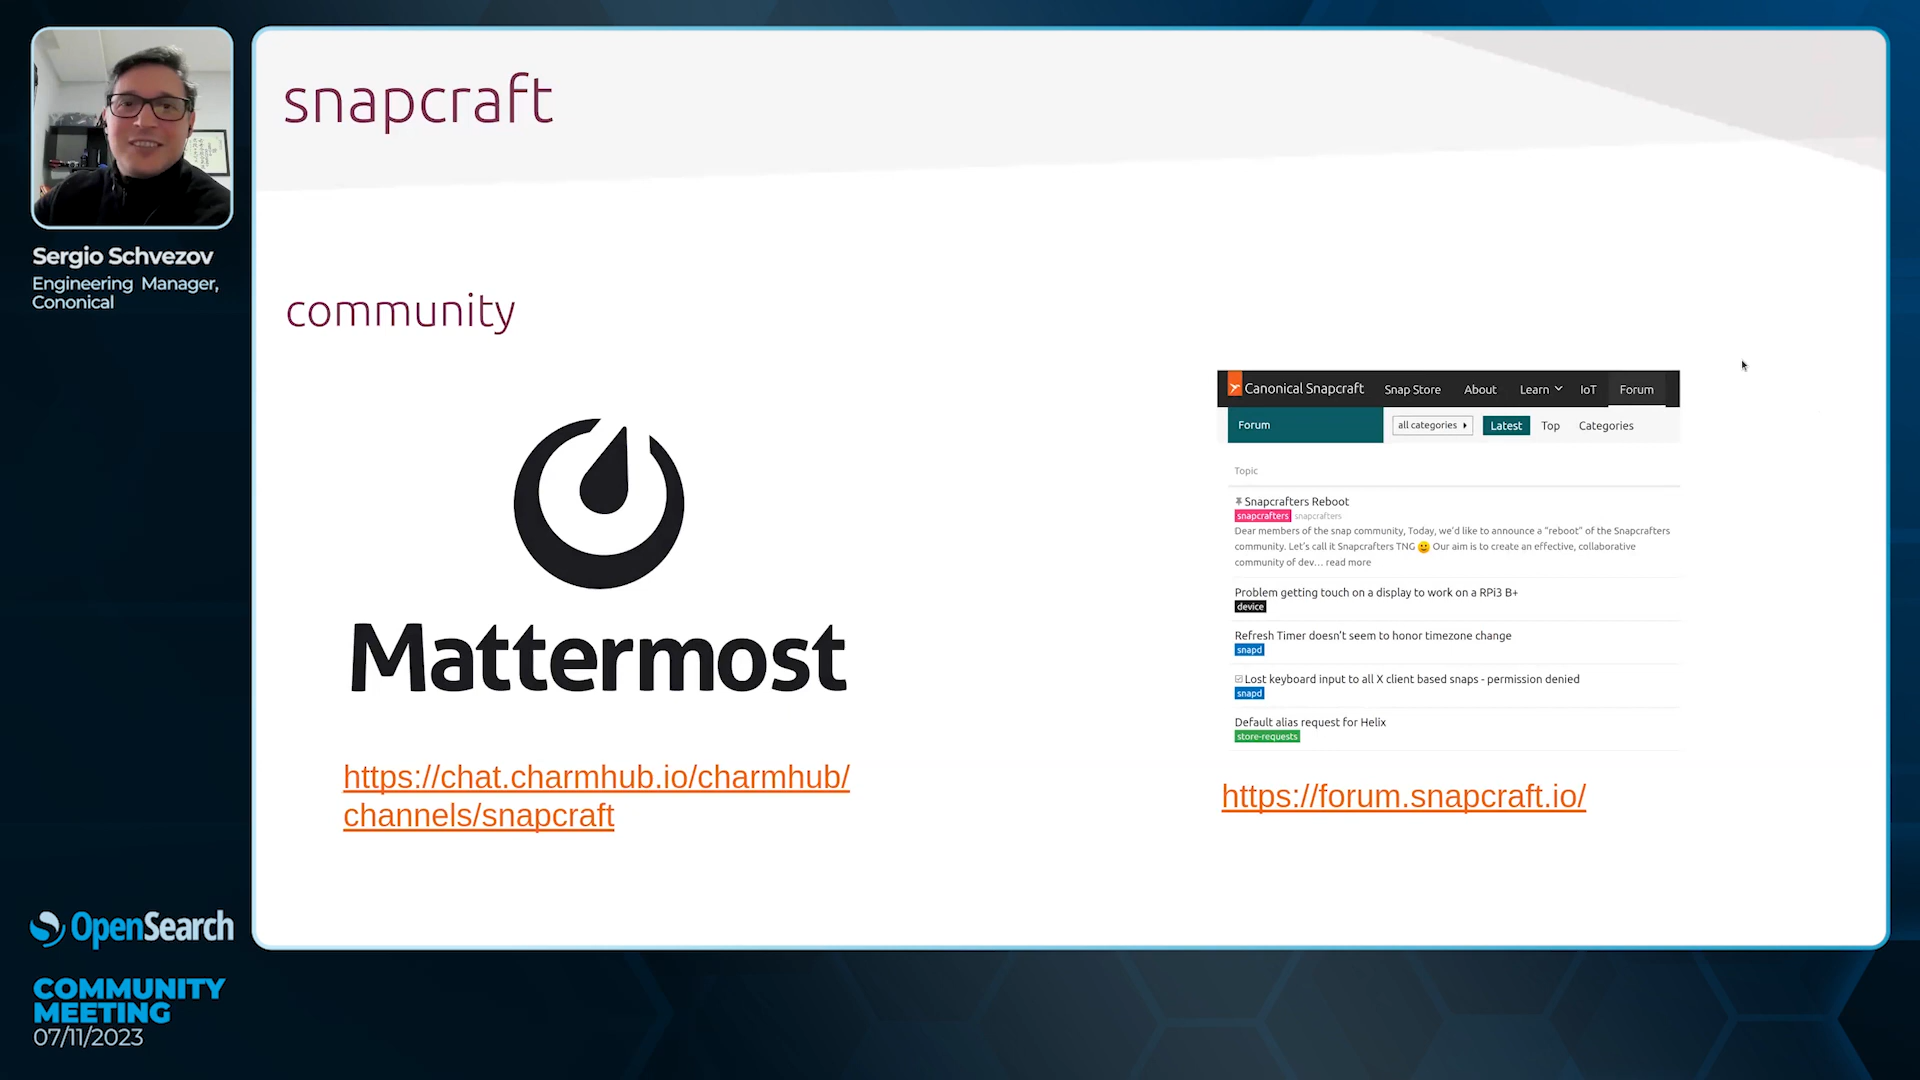 Sergio Schvezov
Engineering Manager,
Cononical
OpenSearch
COMMUNITY
MEETING
07/11/2023
snapcraft
community
Mattermost
https://chat.charmhub.io/charmhub/
channels/snapcraft
Canonical Snapcraft Snap Store About Learn IoT Forum
Forum all categories Latest Top Categories
Topic
Snapcrafters Reboot
snapcrafters snapcrafters
Dear members of the snap community, Today, we'd like to announce a "reboot" of the Snapcrafters
community. Let's call it Snapcrafters TNG 🙂 Our aim is to create an effective, collaborative
community of dev... read more
Problem getting touch on a display to work on a RPi3 B+
device
Refresh Timer doesn't seem to honor timezone change
snapd
Lost keyboard input to all X client based snaps - permission denied
snapd
Default alias request for Helix
store-requests
https://forum.snapcraft.io/